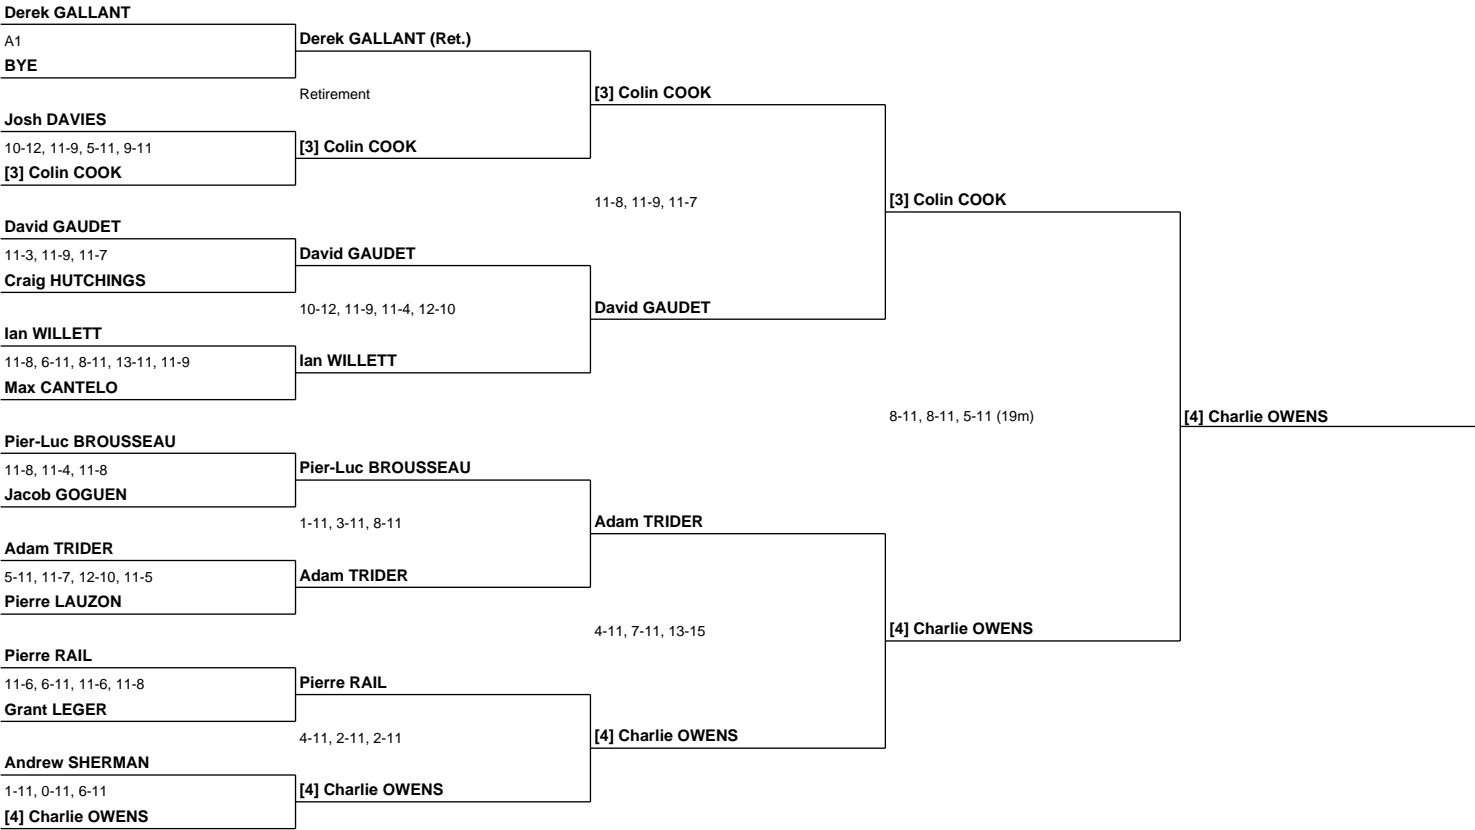 Derek GALLANT
A1
BYE
Josh DAVIES
10-12, 11-9, 5-11, 9-11
[3] Colin COOK
David GAUDET
11-3, 11-9, 11-7
Craig HUTCHINGS
Ian WILLETT
11-8, 6-11, 8-11, 13-11, 11-9
Max CANTELO
Pier-Luc BROUSSEAU
11-8, 11-4, 11-8
Jacob GOGUEN
Adam TRIDER
5-11, 11-7, 12-10, 11-5
Pierre LAUZON
Pierre RAIL
11-6, 6-11, 11-6, 11-8
Grant LEGER
Andrew SHERMAN
1-11, 0-11, 6-11
[4] Charlie OWENS
Derek GALLANT (Ret.)
Retirement
[3] Colin COOK
David GAUDET
10-12, 11-9, 11-4, 12-10
Ian WILLETT
Pier-Luc BROUSSEAU
1-11, 3-11, 8-11
Adam TRIDER
Pierre RAIL
4-11, 2-11, 2-11
[4] Charlie OWENS
[3] Colin COOK
11-8, 11-9, 11-7
David GAUDET
Adam TRIDER
4-11, 7-11, 13-15
[4] Charlie OWENS
[3] Colin COOK
8-11, 8-11, 5-11 (19m)
[4] Charlie OWENS
[4] Charlie OWENS